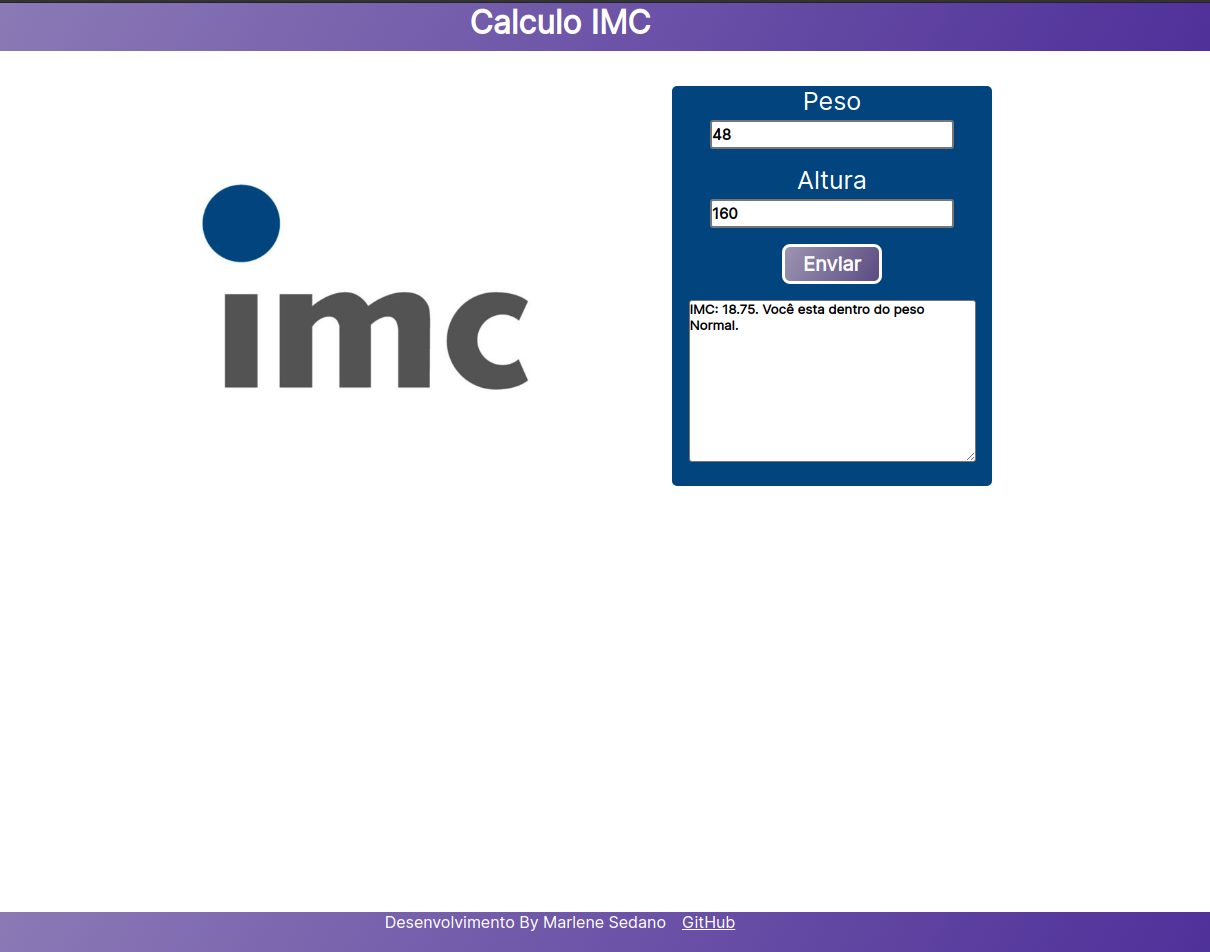 Calculo IMC
Peso
48
Altura
160
imc
Enviar
IMC: 18.75. Você esta dentro do peso
Normal.
Desenvolvimento By Marlene Sedano GitHub